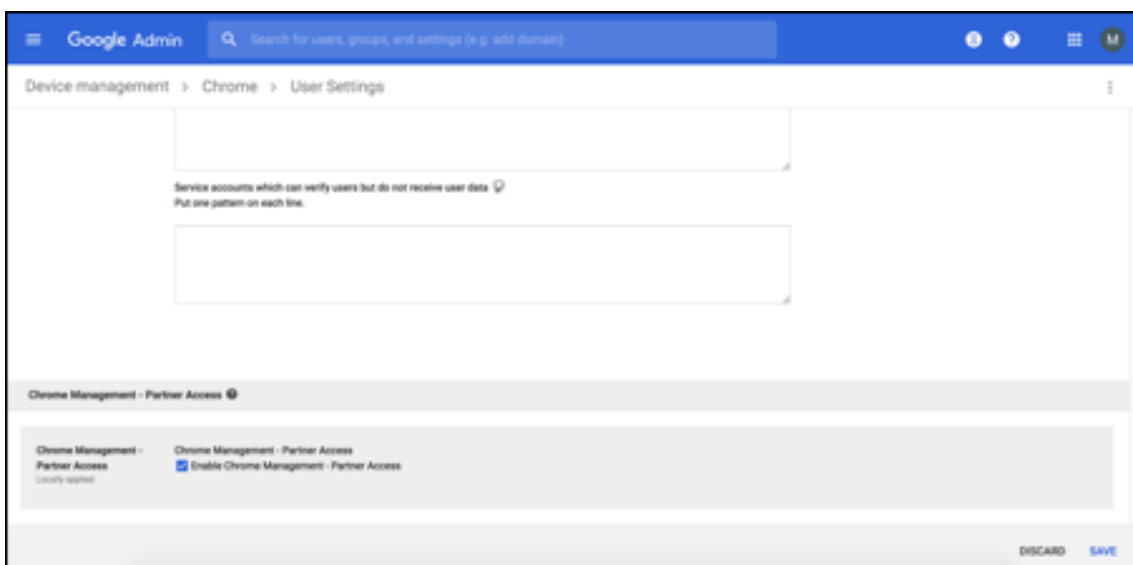 Google Admin
Search for users, groups, and settings (e.g. add domain)
M
Device management > Chrome > User Settings
Service accounts which can verify users but do not receive user data
Put one pattern on each line.
Chrome Management - Partner Access
Chrome Management -
Partner Access
Locally applied
Chrome Management - Partner Access
Enable Chrome Management - Partner Access
DISCARD SAVE